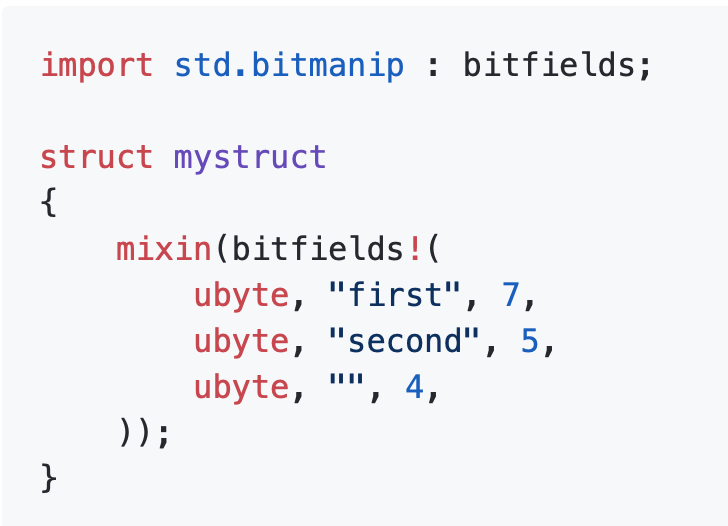 import std.bitmanip : bitfields;
struct mystruct
{
    mixin(bitfields!(
        ubyte, "first", 7,
        ubyte, "second", 5,
        ubyte, "", 4,
    ));
}